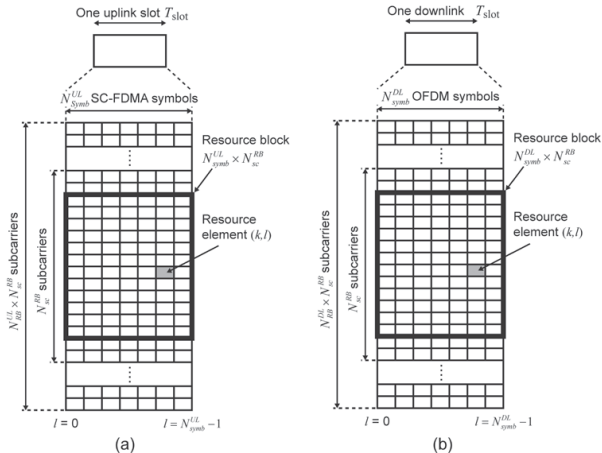 One uplink slot T_slot
N_Symb^UL SC-FDMA symbols
Resource block
N_symb^UL × N_sc^RB
Resource
element (k,l)
N_RB^UL × N_sc^RB subcarriers
N_sc^RB subcarriers
l = 0
l = N_symb^UL −1
(a)
One downlink T_slot
N_symb^DL OFDM symbols
Resource block
N_symb^DL × N_sc^RB
Resource
element (k,l)
N_RB^DL × N_sc^RB subcarriers
N_sc^RB subcarriers
l = 0
l = N_symb^DL −1
(b)